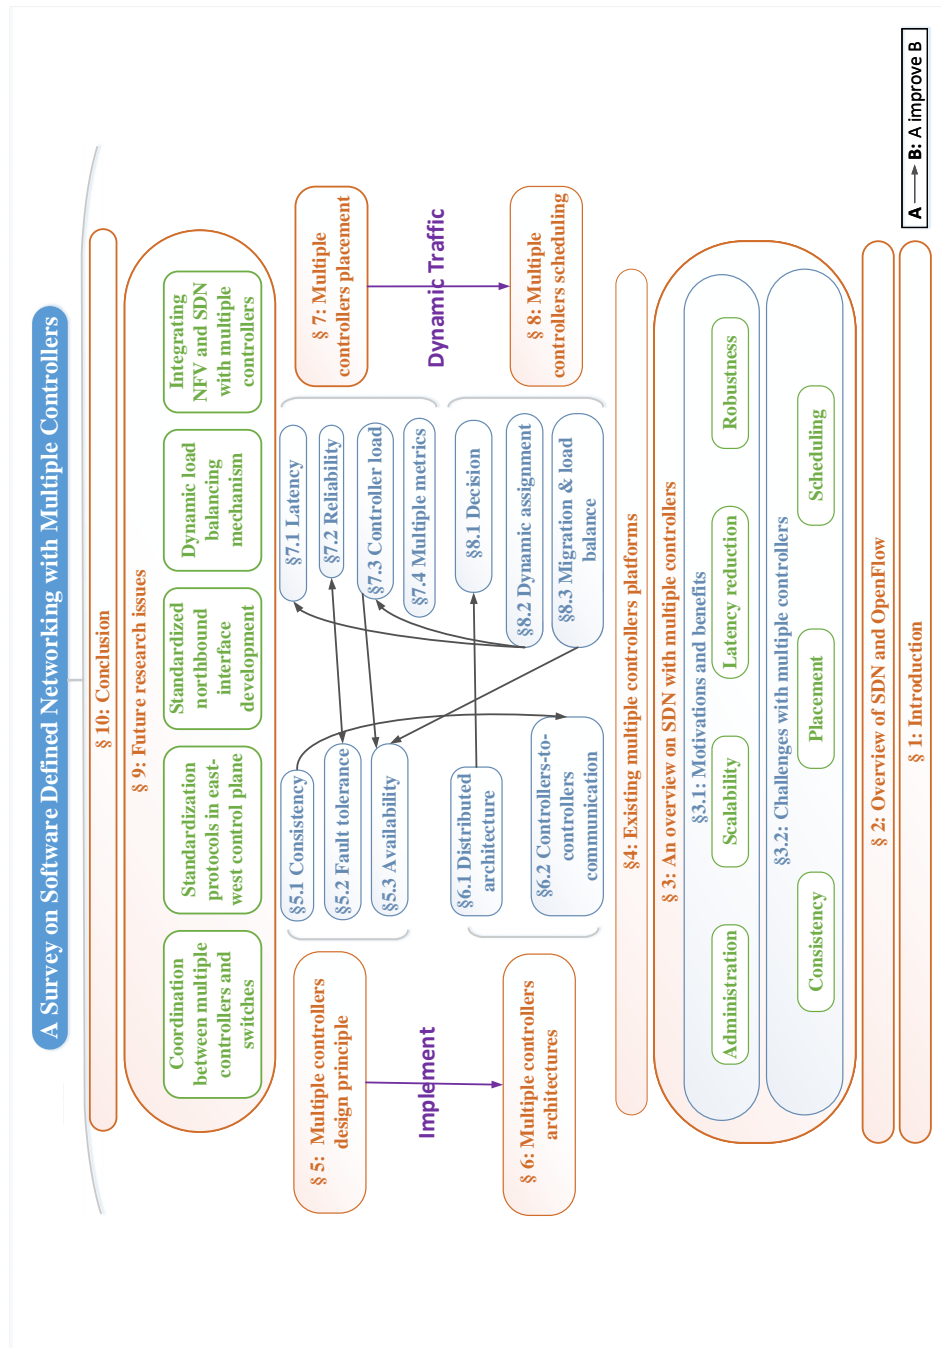 A Survey on Software Defined Networking with Multiple Controllers
§ 10: Conclusion
§ 9: Future research issues
Coordination
between multiple
controllers and
switches
Standardization
protocols in east-
west control plane
Standardized
northbound
interface
development
Dynamic load
balancing
mechanism
Integrating
NFV and SDN
with multiple
controllers
§ 5: Multiple controllers
design principle
Implement
§ 6: Multiple controllers
architectures
§5.1 Consistency
§5.2 Fault tolerance
§5.3 Availability
§6.1 Distributed
architecture
§6.2 Controllers-to-
controllers
communication
§7.1 Latency
§7.2 Reliability
§7.3 Controller load
§7.4 Multiple metrics
§8.1 Decision
§8.2 Dynamic assignment
§8.3 Migration & load
balance
§ 7: Multiple
controllers placement
Dynamic Traffic
§ 8: Multiple
controllers scheduling
§4: Existing multiple controllers platforms
§ 3: An overview on SDN with multiple controllers
§3.1: Motivations and benefits
Administration
Scalability
Latency reduction
Robustness
§3.2: Challenges with multiple controllers
Consistency
Placement
Scheduling
§ 2: Overview of SDN and OpenFlow
§ 1: Introduction
A B: A improve B